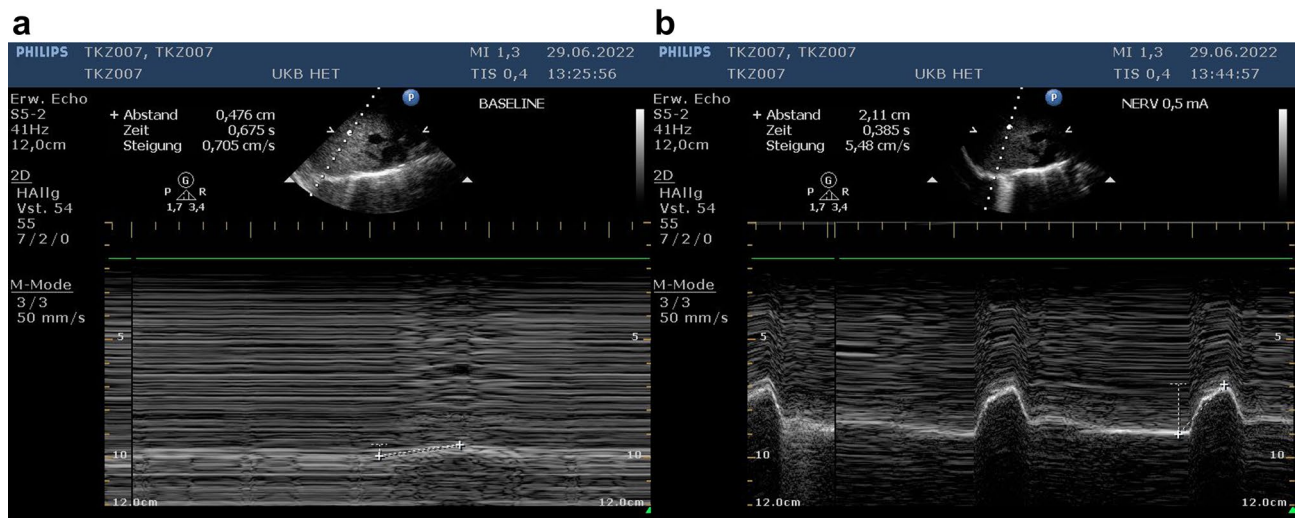 a
PHILIPS TKZ007, TKZ007 MI 1,3 29.06.2022
TKZ007 UKB HET TIS 0,4 13:25:56
Erw. Echo
S5-2
41Hz
12,0cm
2D
HAllg
Vst. 54
55
7/2/0
M-Mode
3/3
50 mm/s
+ Abstand 0,476 cm
Zeit 0,675 s
Steigung 0,705 cm/s
P
BASELINE
G
P R
1,7 3,4
5
5
10
10
12.0cm
12.0cm
b
PHILIPS TKZ007, TKZ007 MI 1,3 29.06.2022
TKZ007 UKB HET TIS 0,4 13:44:57
Erw. Echo
S5-2
41Hz
12,0cm
2D
HAllg
Vst. 54
55
7/2/0
M-Mode
3/3
50 mm/s
+ Abstand 2,11 cm
Zeit 0,385 s
Steigung 5,48 cm/s
P
NERV 0,5 mA
G
P R
1,7 3,4
5
5
10
10
12.0cm
12.0cm